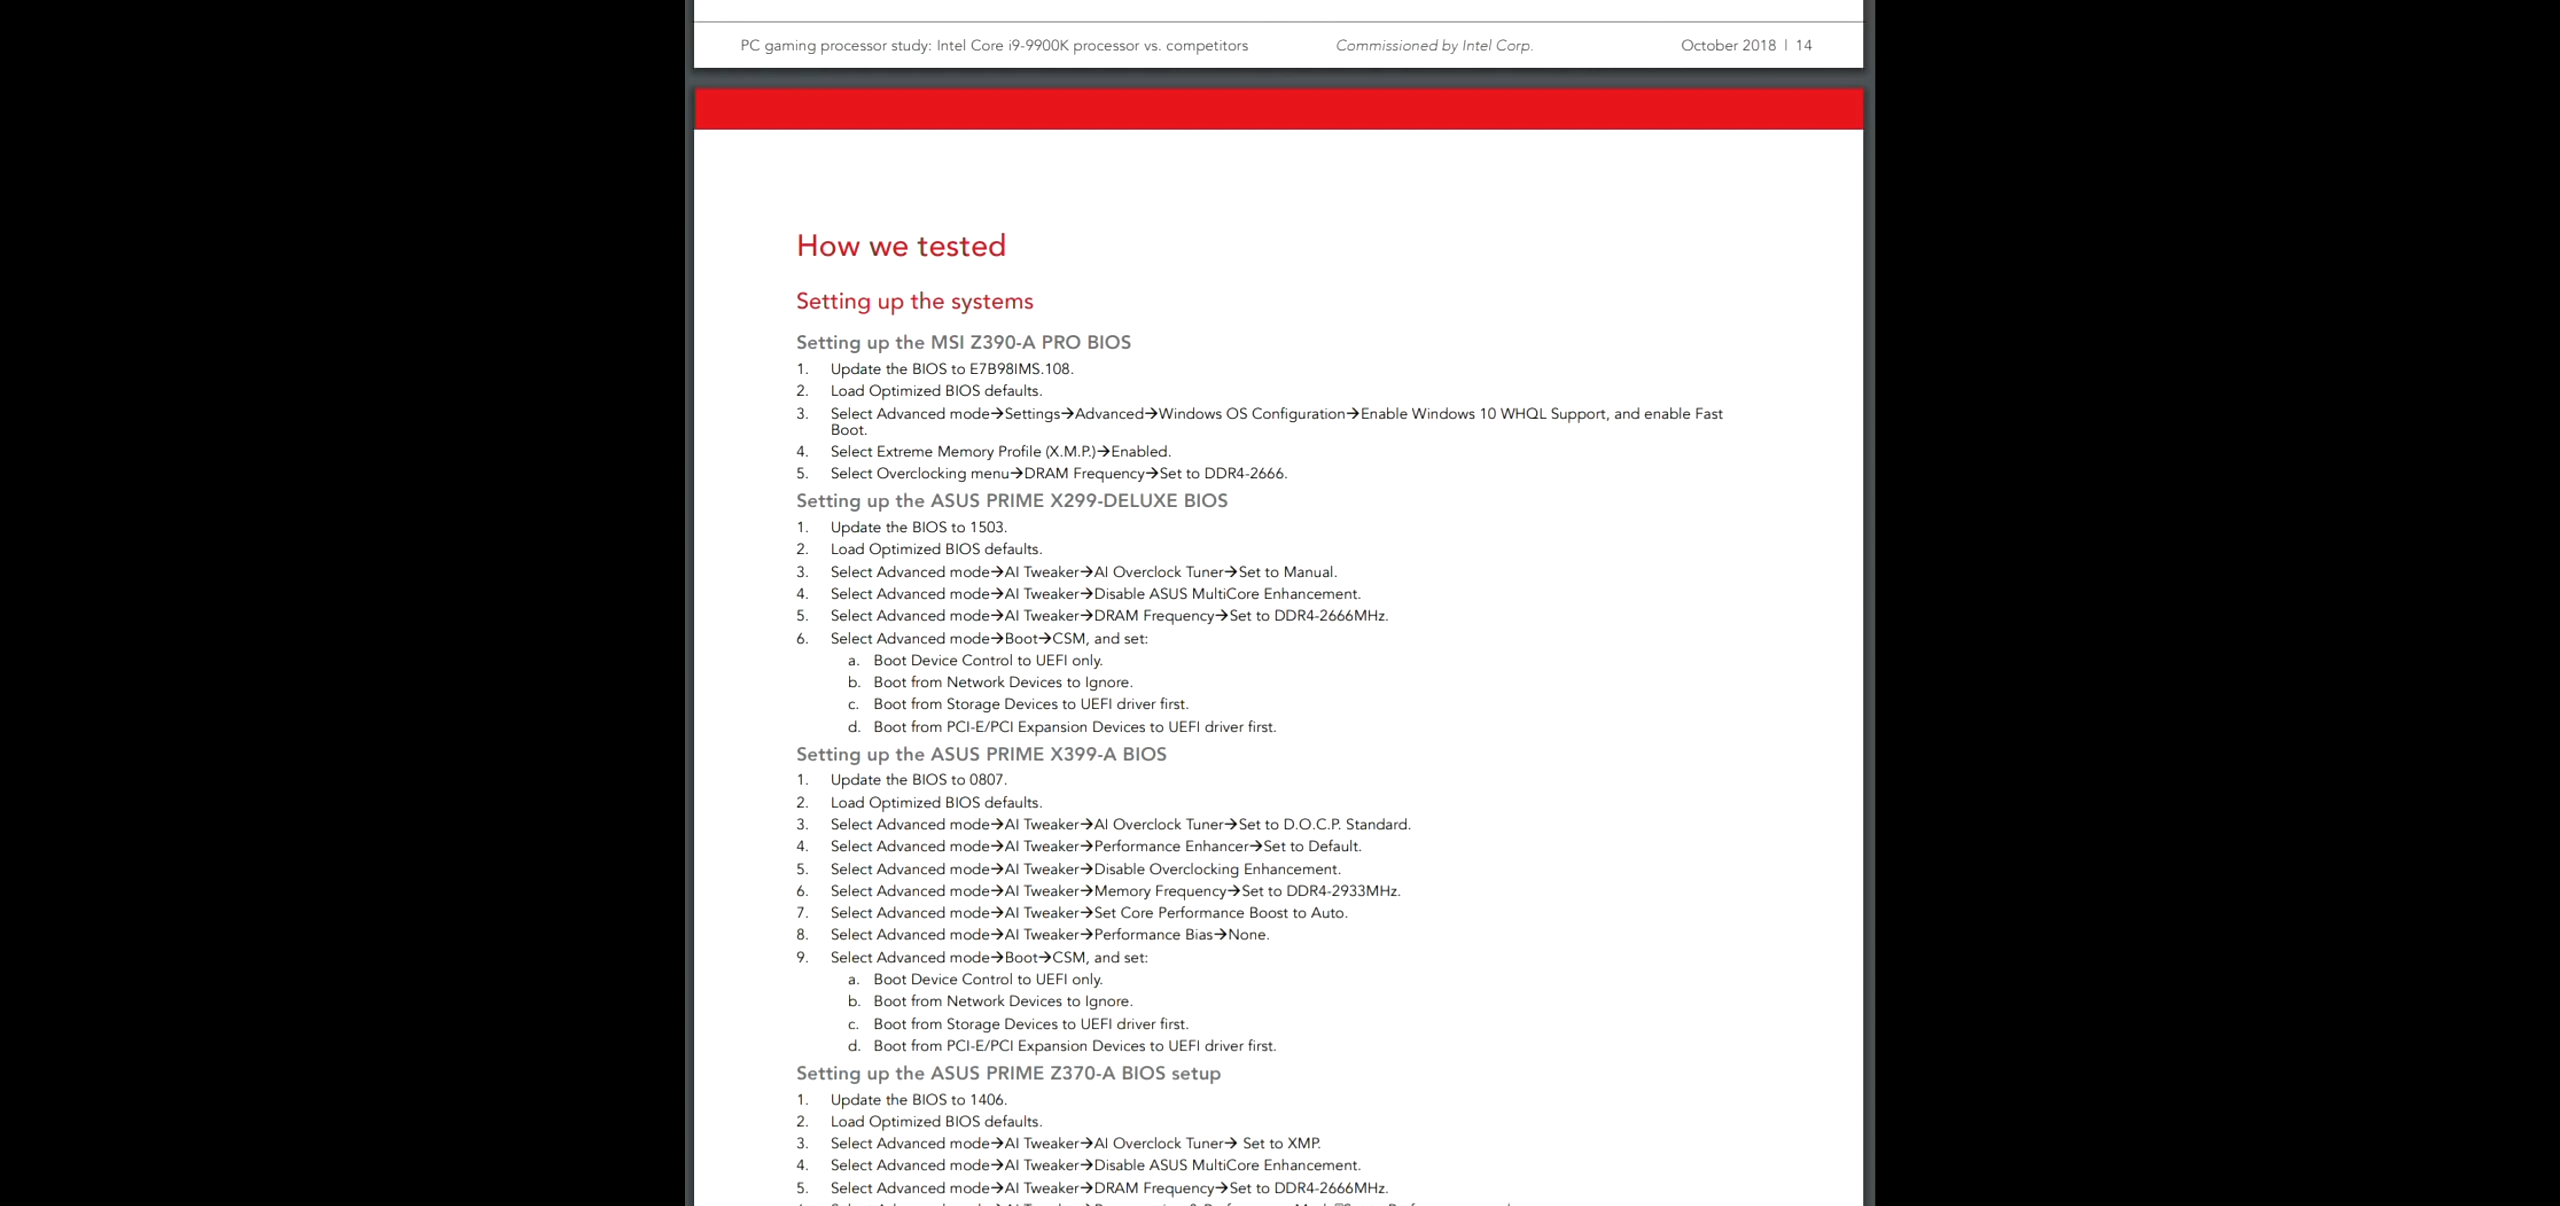 PC gaming processor study: Intel Core i9-9900K processor vs. competitors Commissioned by Intel Corp. October 2018 | 14
How we tested
Setting up the systems
Setting up the MSI Z390-A PRO BIOS
1. Update the BIOS to E7B98IMS.108.
2. Load Optimized BIOS defaults.
3. Select Advanced mode→Settings→Advanced→Windows OS Configuration→Enable Windows 10 WHQL Support, and enable Fast
Boot.
4. Select Extreme Memory Profile (X.M.P.)→Enabled.
5. Select Overclocking menu→DRAM Frequency→Set to DDR4-2666.
Setting up the ASUS PRIME X299-DELUXE BIOS
1. Update the BIOS to 1503.
2. Load Optimized BIOS defaults.
3. Select Advanced mode→AI Tweaker→AI Overclock Tuner→Set to Manual.
4. Select Advanced mode→AI Tweaker→Disable ASUS MultiCore Enhancement.
5. Select Advanced mode→AI Tweaker→DRAM Frequency→Set to DDR4-2666MHz.
6. Select Advanced mode→Boot→CSM, and set:
a. Boot Device Control to UEFI only.
b. Boot from Network Devices to Ignore.
c. Boot from Storage Devices to UEFI driver first.
d. Boot from PCI-E/PCI Expansion Devices to UEFI driver first.
Setting up the ASUS PRIME X399-A BIOS
1. Update the BIOS to 0807.
2. Load Optimized BIOS defaults.
3. Select Advanced mode→AI Tweaker→AI Overclock Tuner→Set to D.O.C.P. Standard.
4. Select Advanced mode→AI Tweaker→Performance Enhancer→Set to Default.
5. Select Advanced mode→AI Tweaker→Disable Overclocking Enhancement.
6. Select Advanced mode→AI Tweaker→Memory Frequency→Set to DDR4-2933MHz.
7. Select Advanced mode→AI Tweaker→Set Core Performance Boost to Auto.
8. Select Advanced mode→AI Tweaker→Performance Bias→None.
9. Select Advanced mode→Boot→CSM, and set:
a. Boot Device Control to UEFI only.
b. Boot from Network Devices to Ignore.
c. Boot from Storage Devices to UEFI driver first.
d. Boot from PCI-E/PCI Expansion Devices to UEFI driver first.
Setting up the ASUS PRIME Z370-A BIOS setup
1. Update the BIOS to 1406.
2. Load Optimized BIOS defaults.
3. Select Advanced mode→AI Tweaker→AI Overclock Tuner→ Set to XMP.
4. Select Advanced mode→AI Tweaker→Disable ASUS MultiCore Enhancement.
5. Select Advanced mode→AI Tweaker→DRAM Frequency→Set to DDR4-2666MHz.